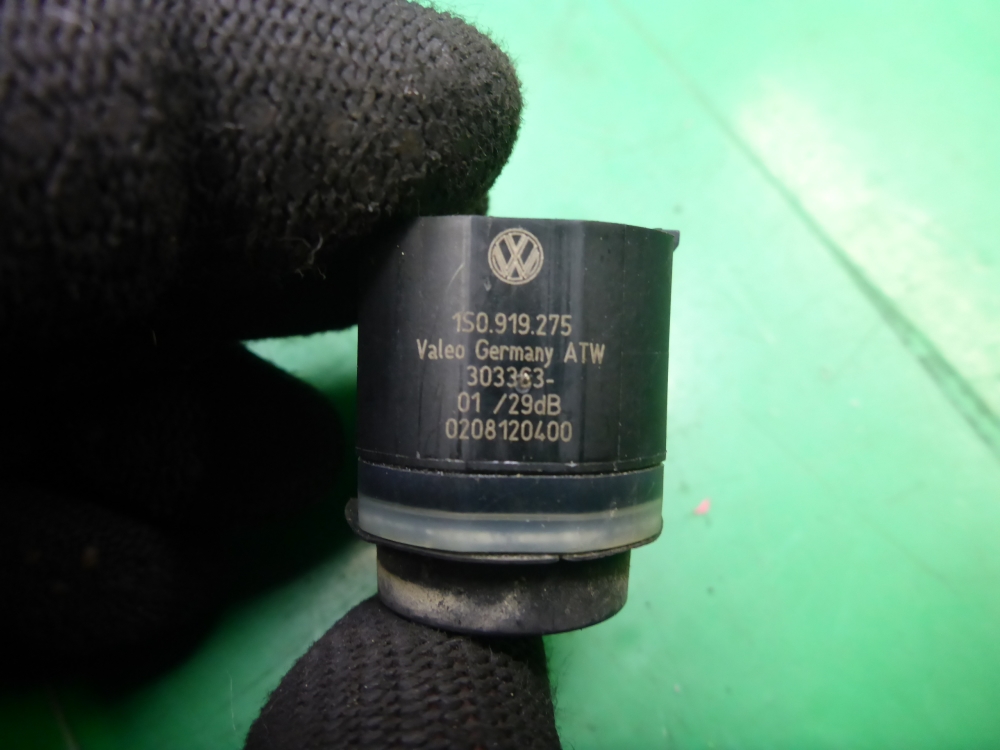 1S0.919.275
Valeo Germany ATW
303363-
01 /29dB
0208120400